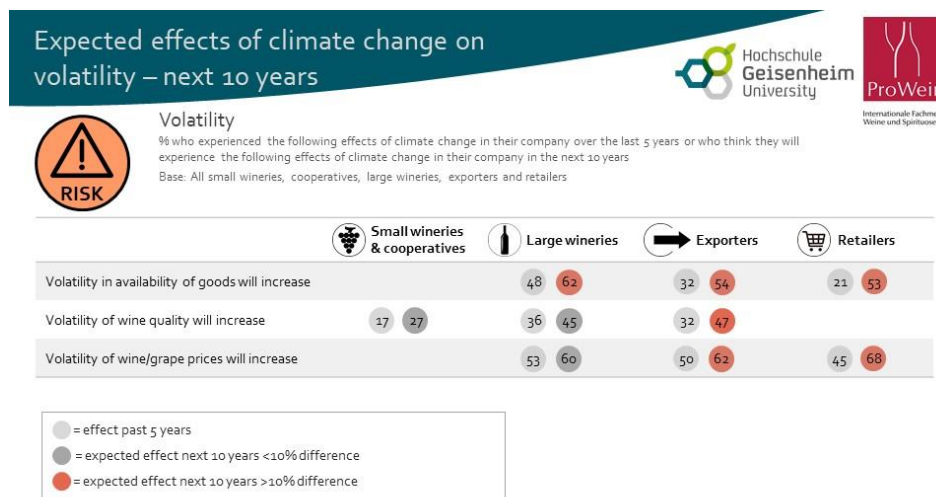 Expected effects of climate change on
volatility – next 10 years
Hochschule
Geisenheim
University
ProWein
Internationale Fachme
Weine und Spirituose
RISK
Volatility
% who experienced the following effects of climate change in their company over the last 5 years or who think they will
experience the following effects of climate change in their company in the next 10 years
Base: All small wineries, cooperatives, large wineries, exporters and retailers
Small wineries
& cooperatives
Large wineries
Exporters
Retailers
Volatility in availability of goods will increase 48 62 32 54 21 53
Volatility of wine quality will increase 17 27 36 45 32 47
Volatility of wine/grape prices will increase 53 60 50 62 45 68
= effect past 5 years
= expected effect next 10 years <10% difference
= expected effect next 10 years >10% difference